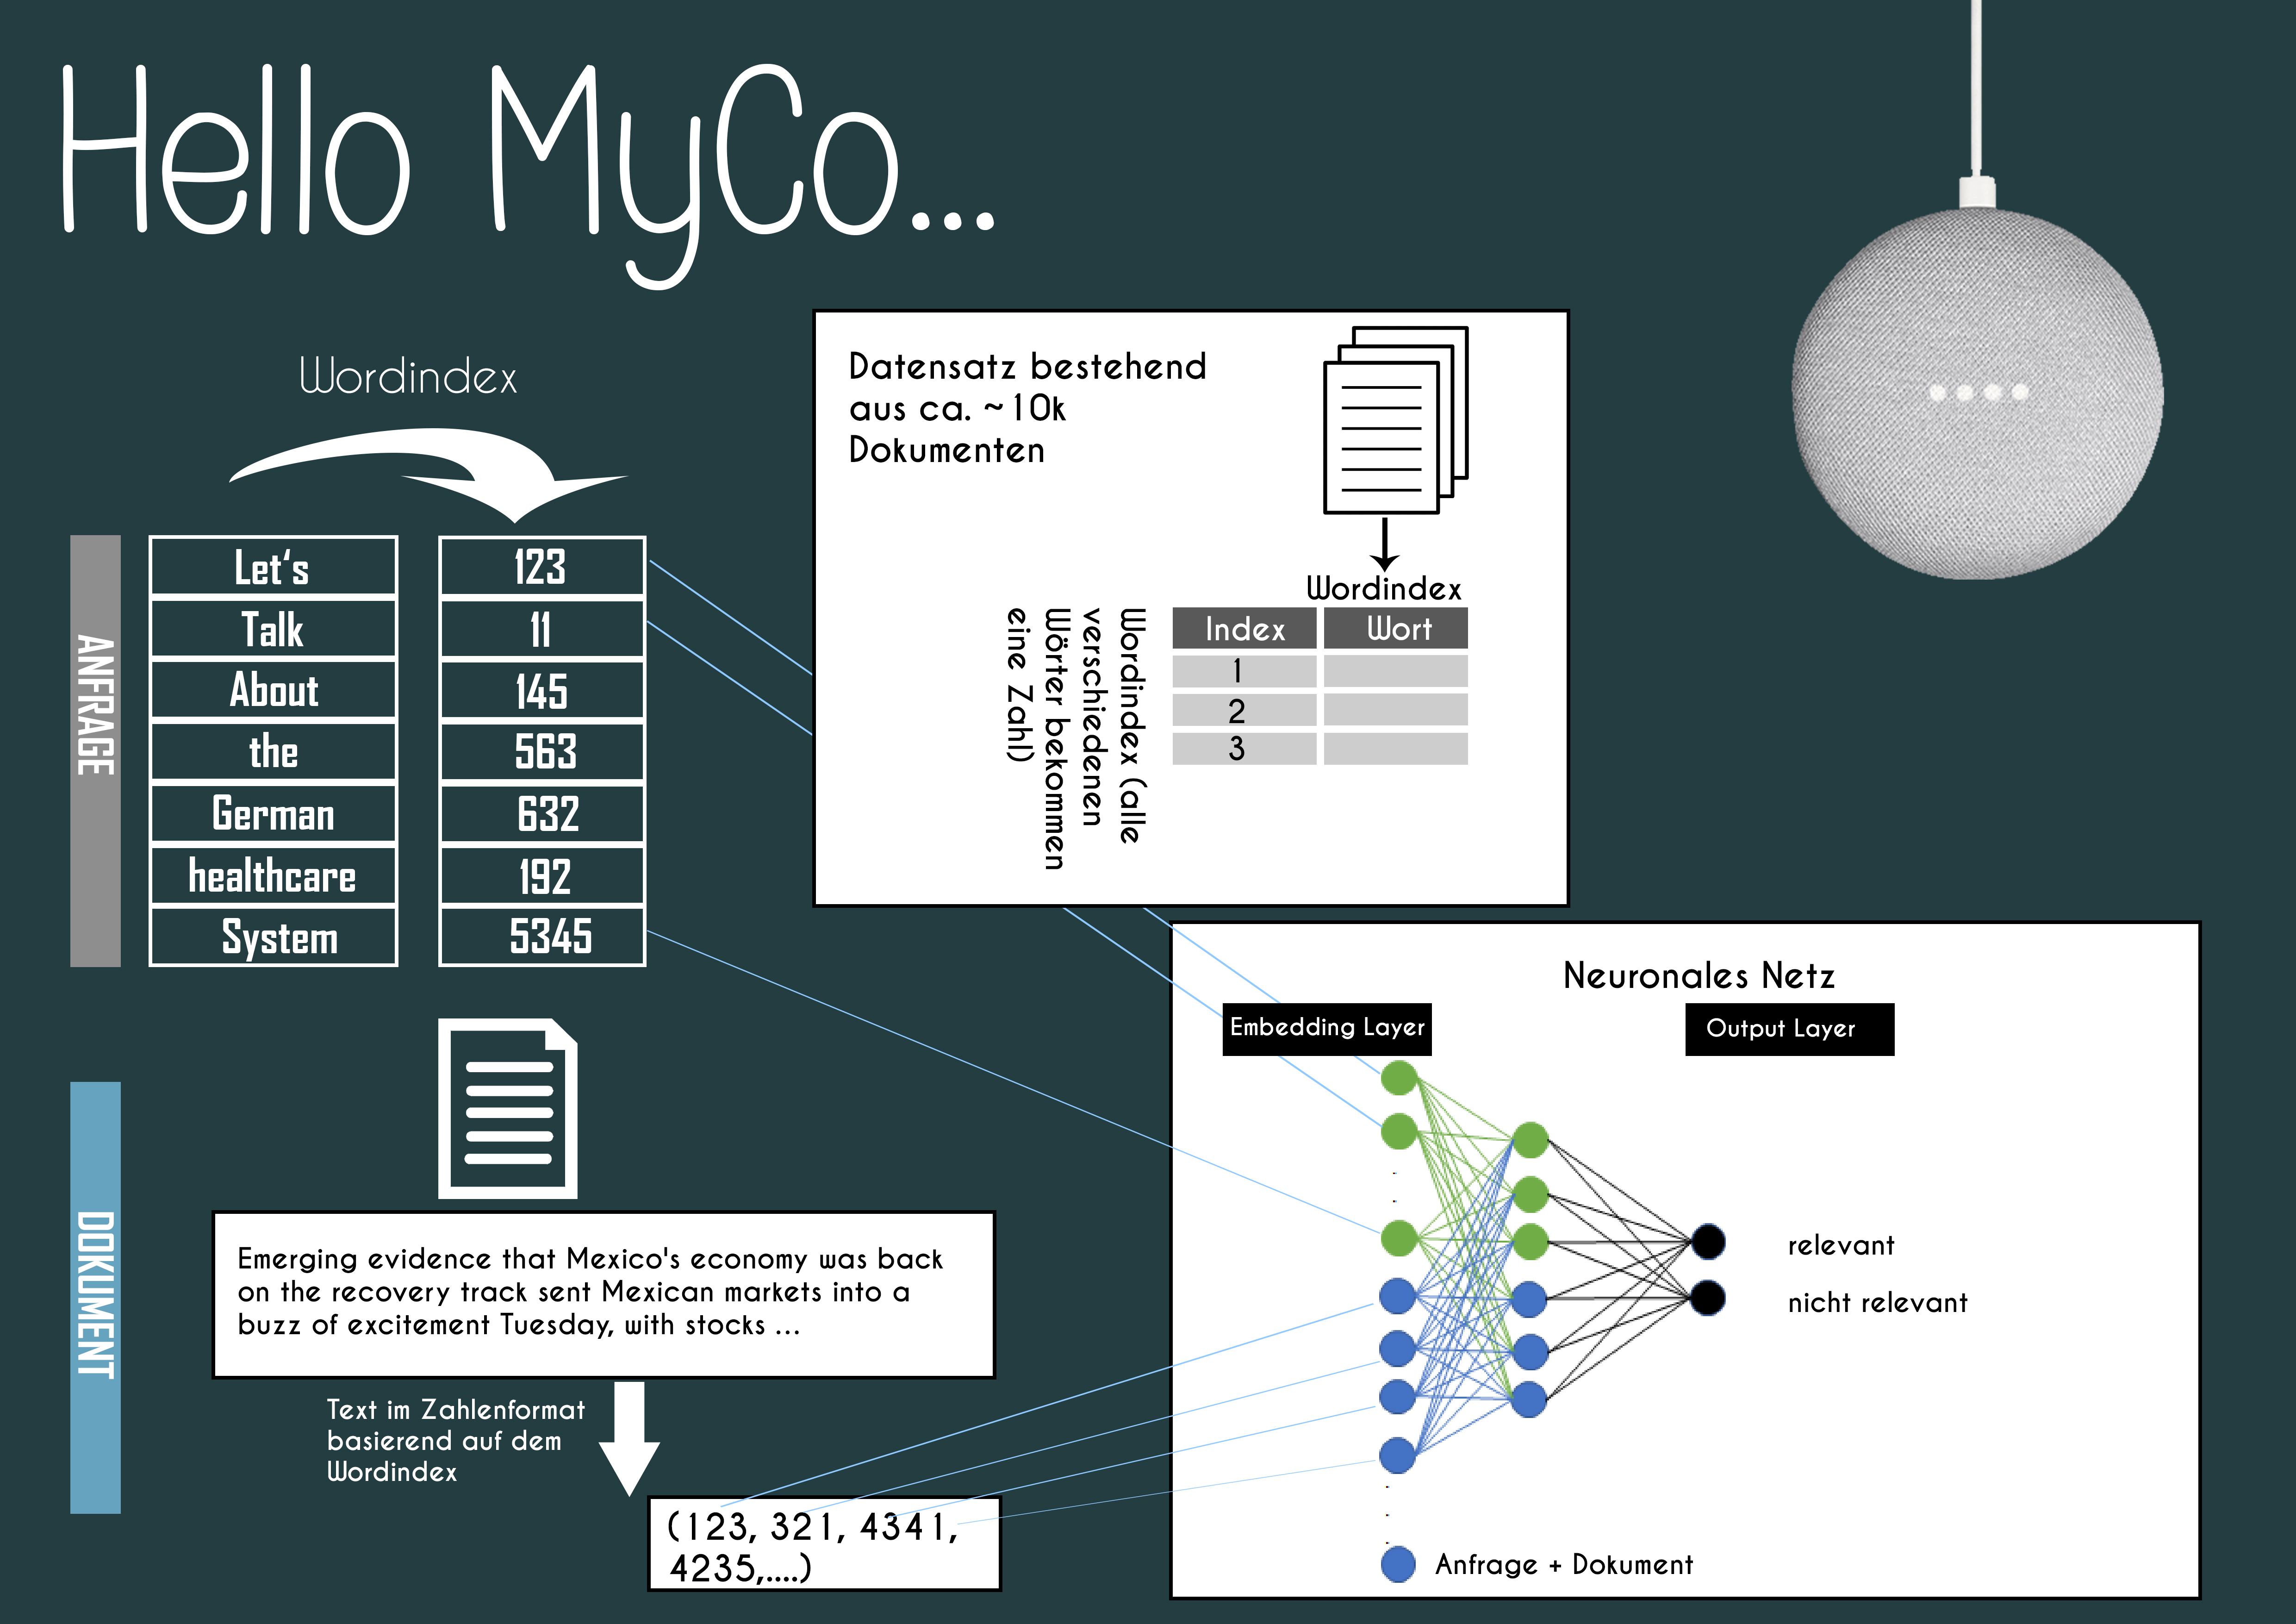 Hello MyCo...
Wordindex
ANFRAGE
Let's
123
Talk
11
About
145
the
563
German
632
healthcare
192
System
5345
Datensatz bestehend
aus ca. ~10k
Dokumenten
Wordindex
Index Wort
1
2
3
Wordindex (alle
verschiedenen
Wörter bekommen
eine Zahl)
DOKUMENT
Emerging evidence that Mexico's economy was back
on the recovery track sent Mexican markets into a
buzz of excitement Tuesday, with stocks ...
Text im Zahlenformat
basierend auf dem
Wordindex
(123, 321, 4341,
4235,....)
Neuronales Netz
Embedding Layer
Output Layer
relevant
nicht relevant
Anfrage + Dokument